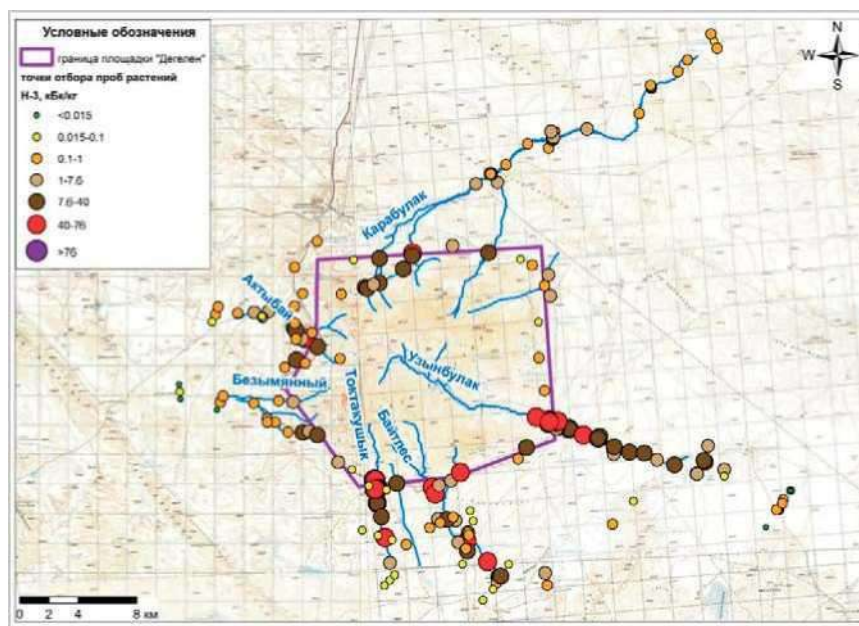 Условные обозначения
граница площадки "Дегелен"
точки отбора проб растений
Н-3, кБк/кг
<0.015
0.015-0.1
0.1-1
1-7.6
7.6-40
40-76
>76
N
W
S
Карабулак
Актыбай
Безымянный
Узынбулак
Токтакушык
Байтлес
0 2 4 8 км